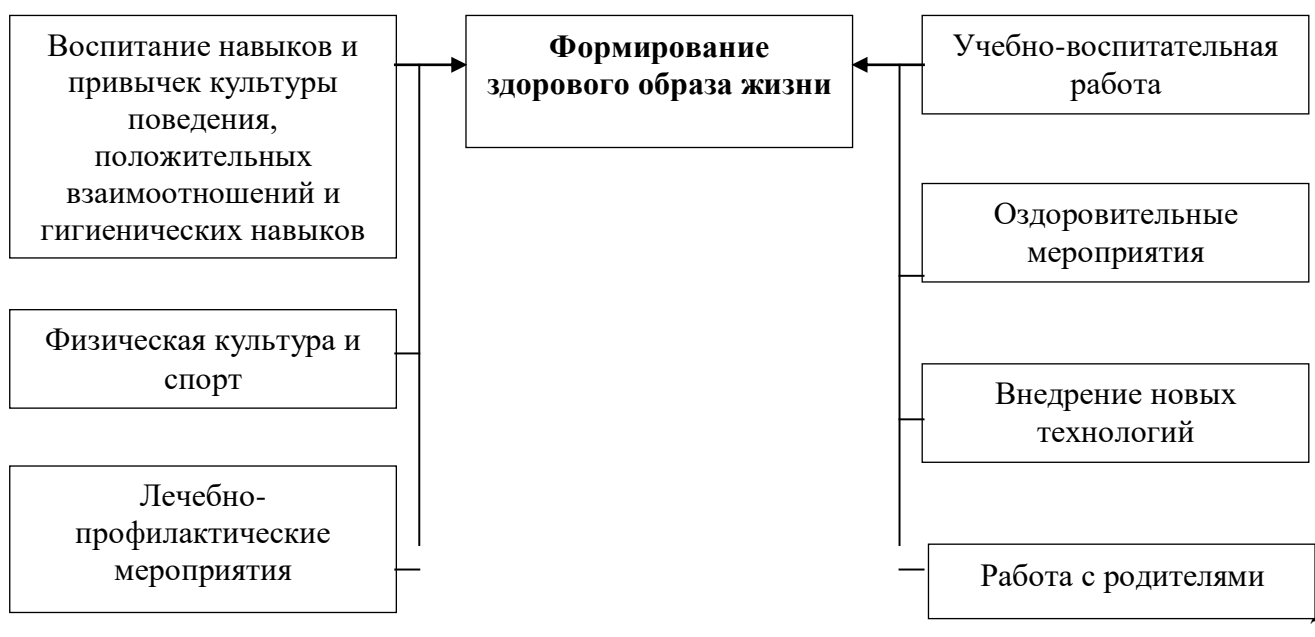 Воспитание навыков и
привычек культуры
поведения,
положительных
взаимоотношений и
гигиенических навыков
Физическая культура и
спорт
Лечебно-
профилактические
мероприятия
Формирование
здорового образа жизни
Учебно-воспитательная
работа
Оздоровительные
мероприятия
Внедрение новых
технологий
Работа с родителями